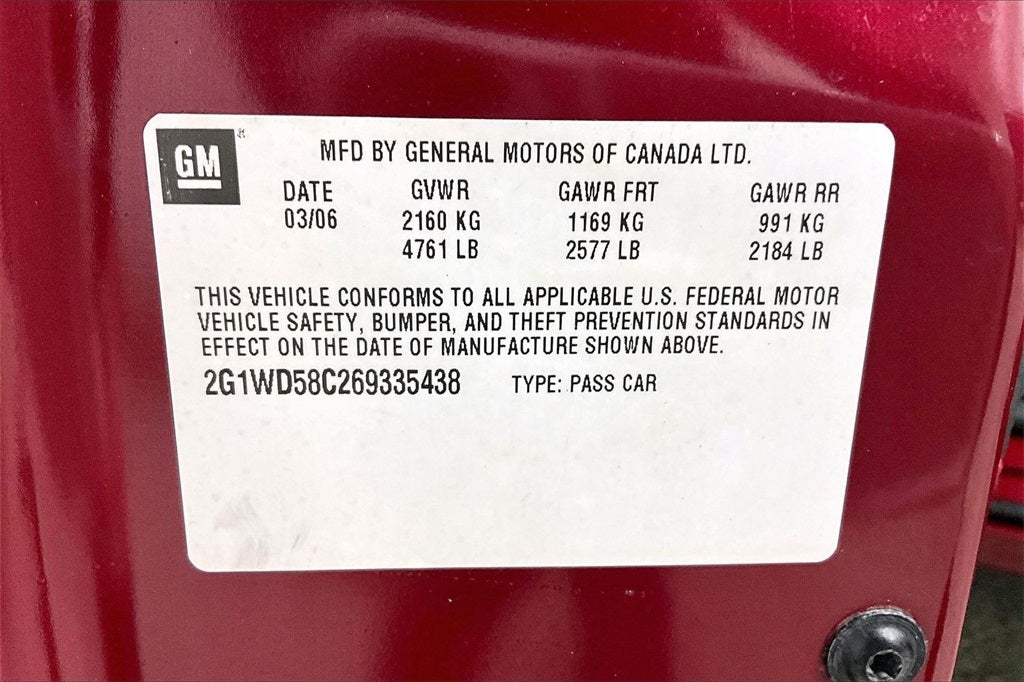 GM
MFD BY GENERAL MOTORS OF CANADA LTD.
DATE GVWR GAWR FRT GAWR RR
03/06 2160 KG 1169 KG 991 KG
4761 LB 2577 LB 2184 LB
THIS VEHICLE CONFORMS TO ALL APPLICABLE U.S. FEDERAL MOTOR
VEHICLE SAFETY, BUMPER, AND THEFT PREVENTION STANDARDS IN
EFFECT ON THE DATE OF MANUFACTURE SHOWN ABOVE.
2G1WD58C269335438 TYPE: PASS CAR